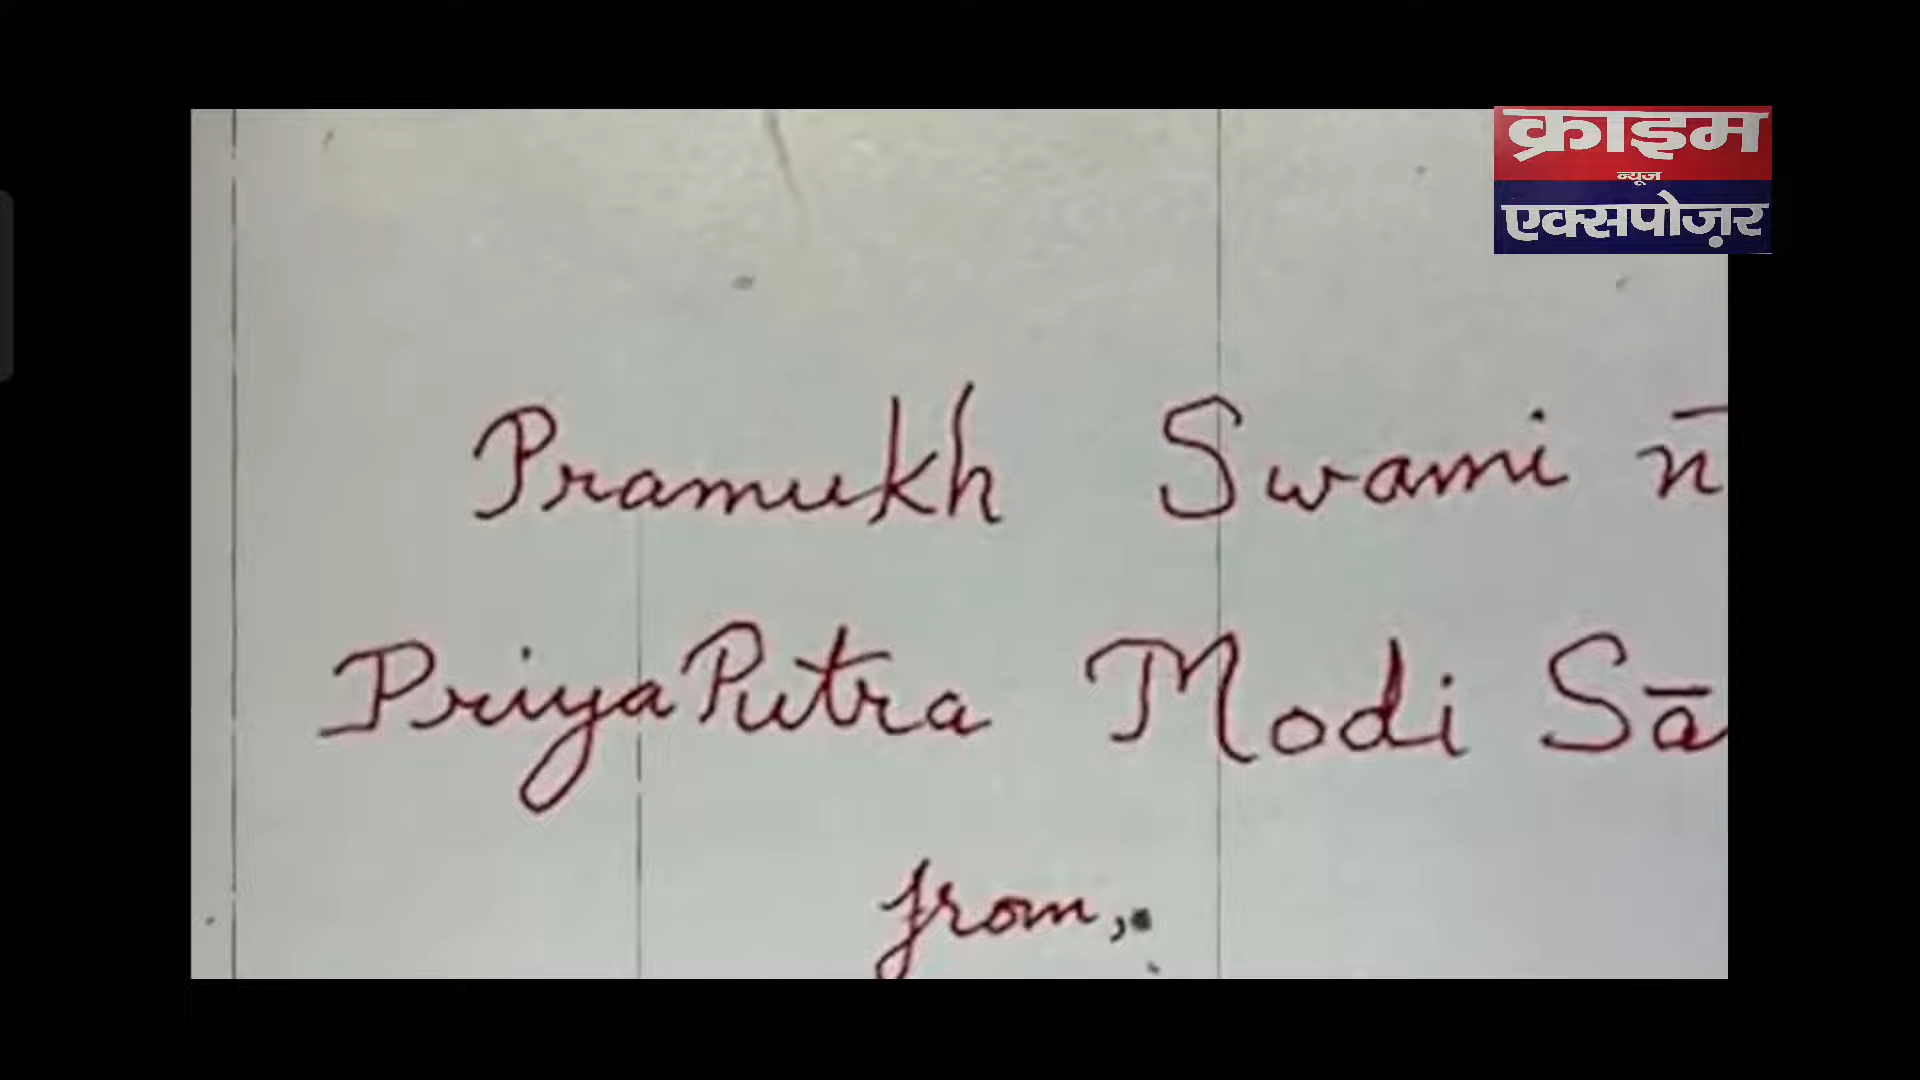 क्राइम
न्यूज
एक्सपोज़र
Pramukh Swami n̄
PriyaPutra Modi Sā
from,